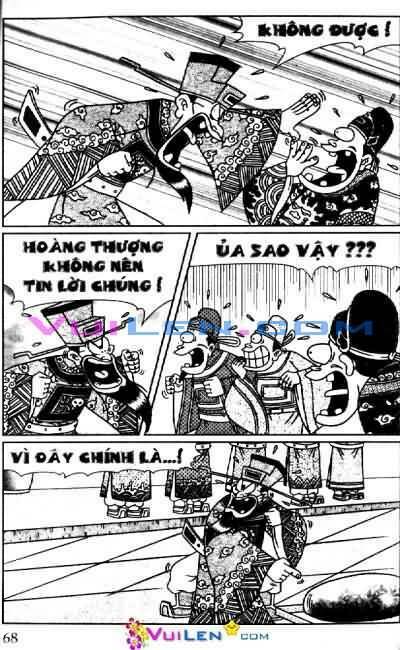 KHÔNG ĐƯỢC !
HOÀNG THƯỢNG
KHÔNG NÊN
TIN LỜI CHÚNG !
ỦA SAO VẬY ???
VUILEN.COM
VÌ ĐÂY CHÍNH LÀ...!
68
VUILEN.COM